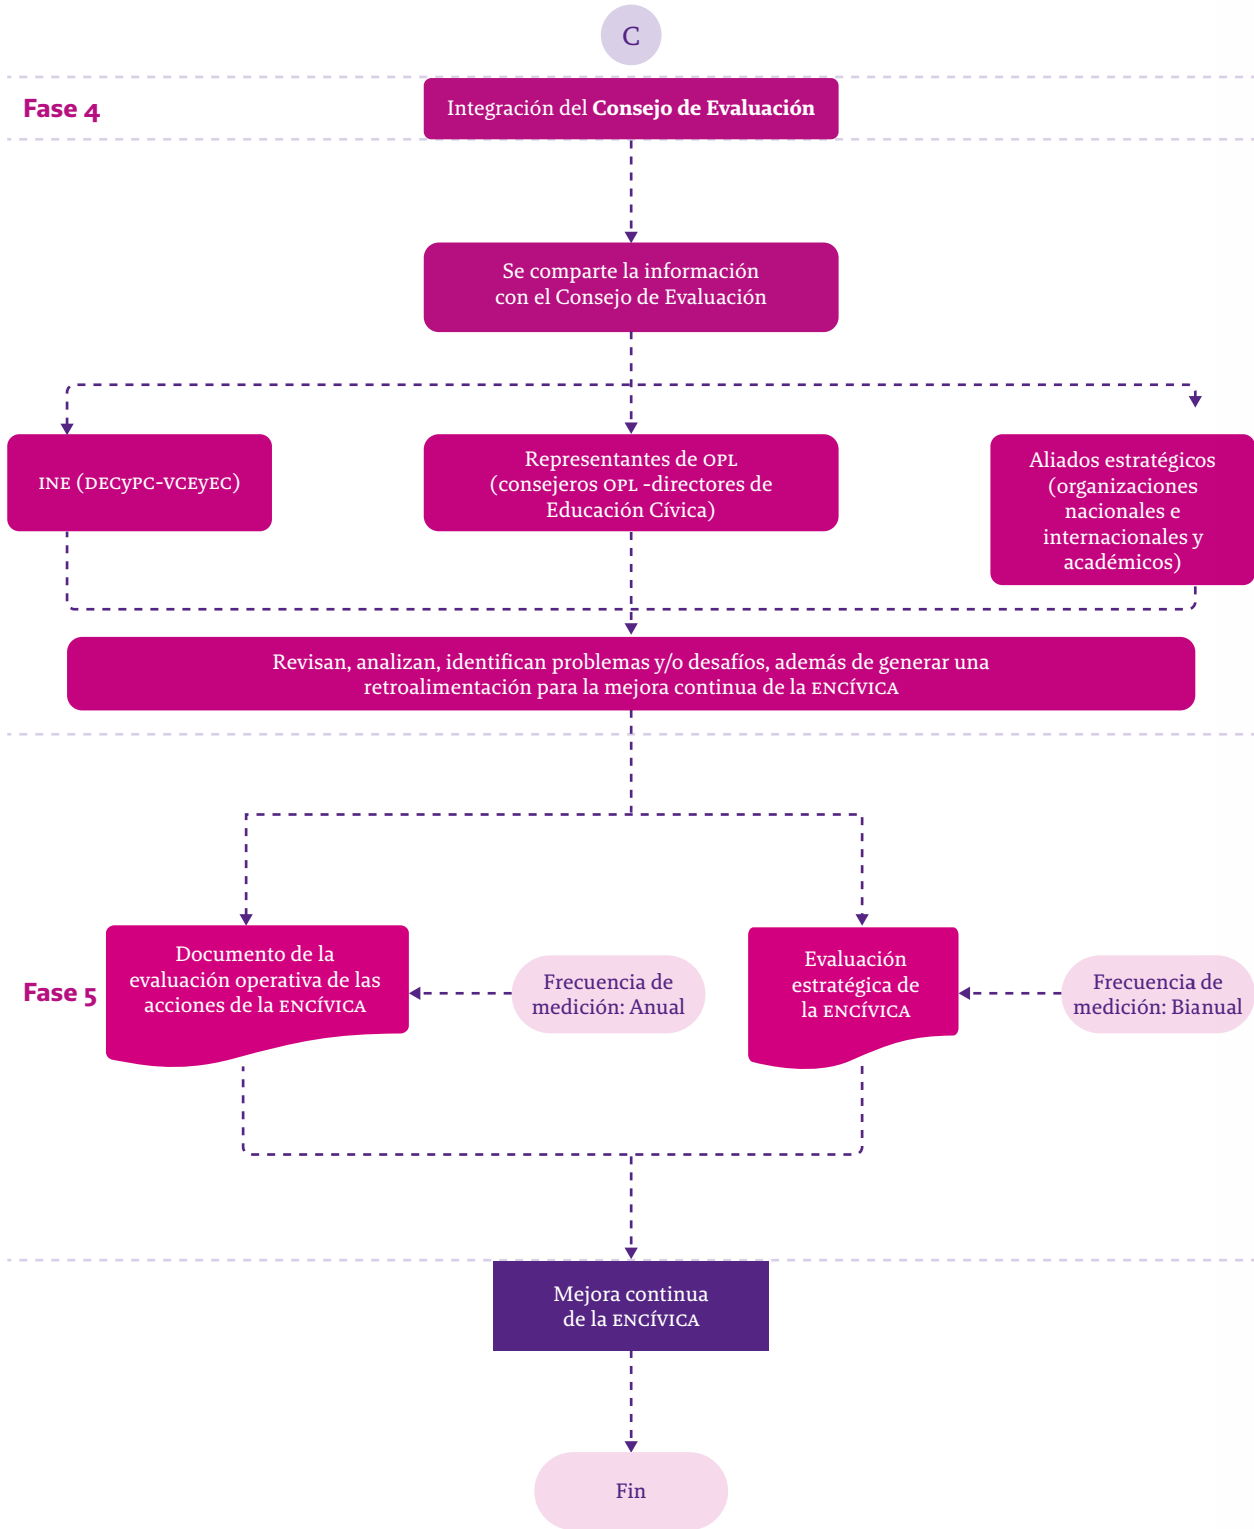 C
Fase 4
Integración del Consejo de Evaluación
Se comparte la información
con el Consejo de Evaluación
INE (DECyPC-VCEyEC)
Representantes de OPL
(consejeros OPL -directores de
Educación Cívica)
Aliados estratégicos
(organizaciones
nacionales e
internacionales y
académicos)
Revisan, analizan, identifican problemas y/o desafíos, además de generar una
retroalimentación para la mejora continua de la ENCÍVICA
Fase 5
Documento de la
evaluación operativa de las
acciones de la ENCÍVICA
Frecuencia de
medición: Anual
Evaluación
estratégica de
la ENCÍVICA
Frecuencia de
medición: Bianual
Mejora continua
de la ENCÍVICA
Fin